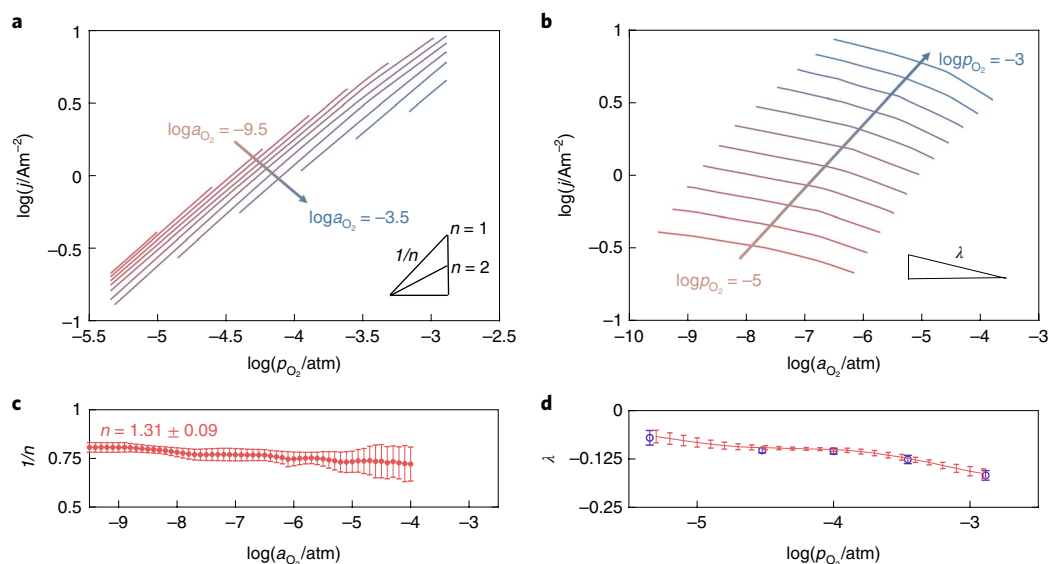 a
1
0.5
0
–0.5
–1
log(j/Am⁻²)
–5.5
–5
–4.5
–4
–3.5
–3
–2.5
log(pO₂/atm)
logaO₂ = –9.5
logaO₂ = –3.5
1/n
n = 1
n = 2
b
1
0.5
0
–0.5
–1
log(j/Am⁻²)
–10
–9
–8
–7
–6
–5
–4
–3
log(aO₂/atm)
logpO₂ = –3
logpO₂ = –5
λ
c
1
0.75
0.5
1/n
n = 1.31 ± 0.09
–9
–8
–7
–6
–5
–4
–3
log(aO₂/atm)
d
0
–0.125
–0.25
λ
–5
–4
–3
log(pO₂/atm)